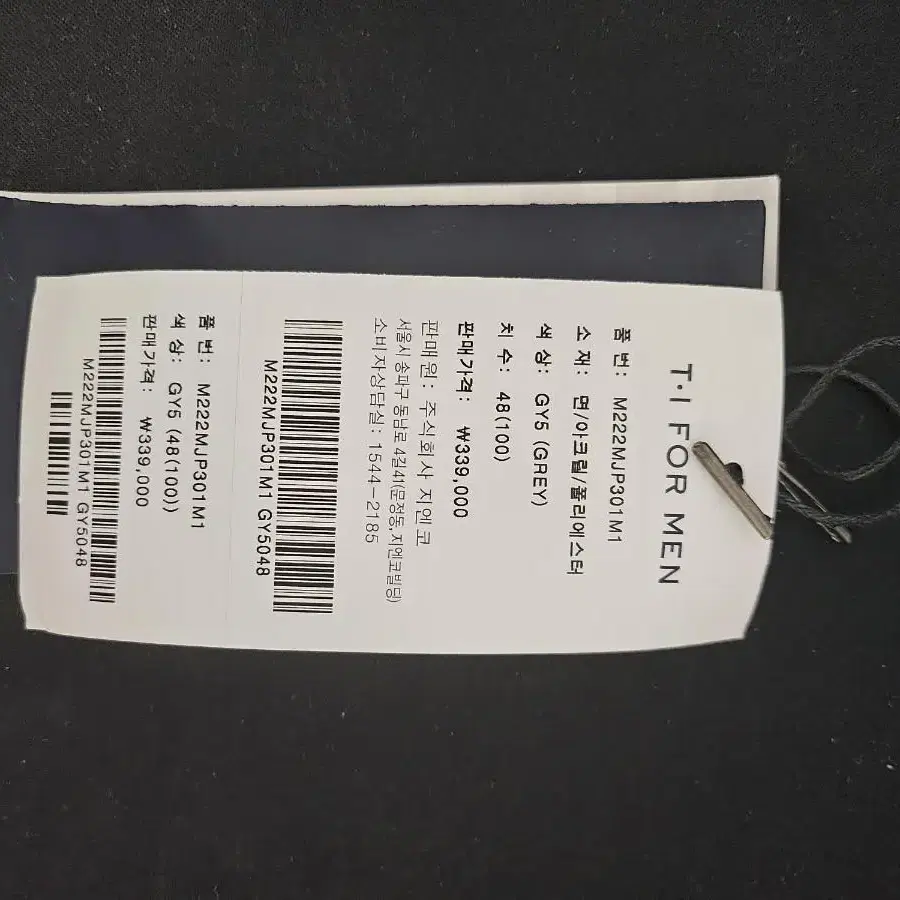 T·I FOR MEN
품 번: M222MJP301M1
소 재: 면/아크릴/폴리에스터
색 상: GY5 (GREY)
치 수: 48(100)
판매가격: ₩339,000
판매원: 주식회사 지엔코
서울시 송파구 동남로 4길41(문정동,지엔코빌딩)
소비자상담실: 1544-2185
M222MJP301M1 GY5048
품 번: M222MJP301M1
색 상: GY5 (48(100))
판매가격: ₩339,000
M222MJP301M1 GY5048